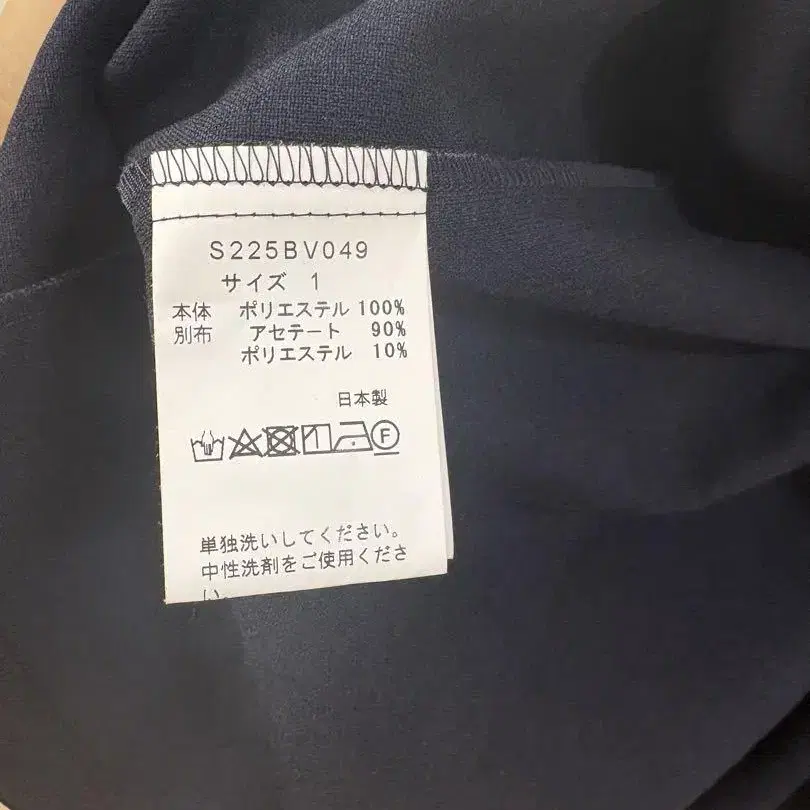 S225BV049
サイズ 1
本体 ポリエステル 100%
別布 アセテート 90%
ポリエステル 10%
日本製
F
単独洗いしてください。
中性洗剤をご使用くださ
い。